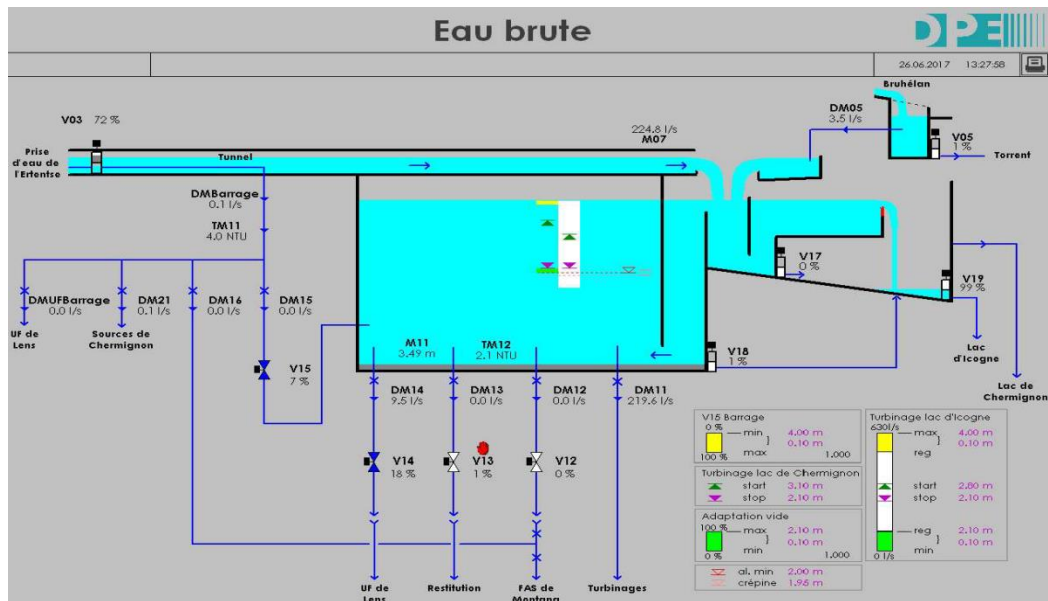 Eau brute
DPE
26.06.2017 13:27:58
Bruhélan
DM05
3.5 l/s
V05
1 %
Torrent
V03 72 %
224.8 l/s
M07
Prise
d'eau de
l'Ertentse
Tunnel
DMBarrage
0.1 l/s
TM11
4.0 NTU
DMUFBarrage
0.0 l/s
DM21
0.1 l/s
DM16
0.0 l/s
DM15
0.0 l/s
UF de
Lens
Sources de
Chermignon
V15
7 %
M11
3.49 m
TM12
2.1 NTU
V17
0 %
V19
99 %
V18
1 %
Lac
d'Icogne
Lac de
Chermignon
DM14
9.5 l/s
DM13
0.0 l/s
DM12
0.0 l/s
DM11
219.6 l/s
V14
18 %
V13
1 %
V12
0 %
UF de
Lens
Restitution
FAS de
Montana
Turbinages
V15 Barrage
0 %
min 4.00 m
} 0.10 m
max
100 % 1.000
Turbinage lac de Chermignon
start 3.10 m
stop 2.10 m
Adaptation vide
100 %
max 2.10 m
} 0.10 m
min
0 % 1.000
al. min 2.00 m
crépine 1.98 m
Turbinage lac d'Icogne
630l/s
max 4.00 m
} 0.10 m
reg
start 2.80 m
stop 2.10 m
reg 2.10 m
} 0.10 m
min
0 l/s